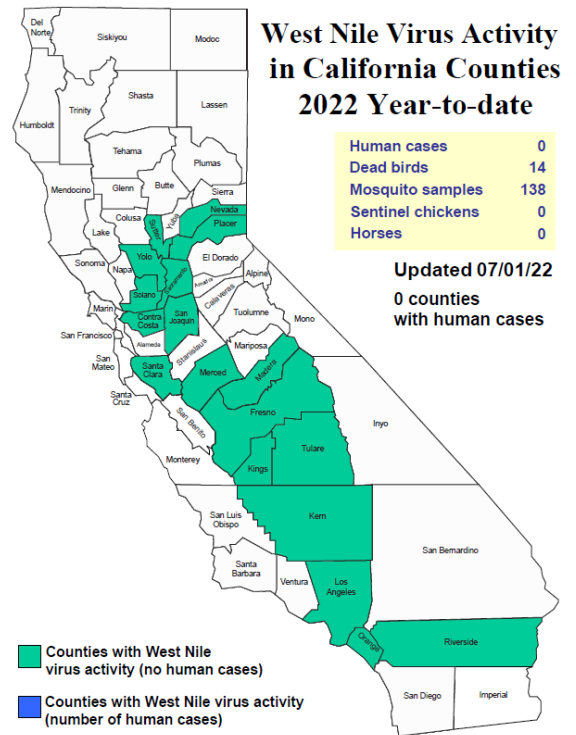 West Nile Virus Activity
in California Counties
2022 Year-to-date
Human cases 0
Dead birds 14
Mosquito samples 138
Sentinel chickens 0
Horses 0
Updated 07/01/22
0 counties
with human cases
Del
Norte
Siskiyou
Modoc
Humboldt
Trinity
Shasta
Lassen
Tehama
Plumas
Mendocino
Glenn
Butte
Sierra
Colusa
Sutter
Yuba
Nevada
Placer
Lake
Sonoma
Napa
Yolo
Sacramento
El Dorado
Alpine
Amador
Solano
Calaveras
Marin
Contra
Costa
San
Joaquin
Tuolumne
Mono
San Francisco
Alameda
Stanislaus
Mariposa
San
Mateo
Santa
Clara
Merced
Madera
Santa
Cruz
San Benito
Fresno
Inyo
Monterey
Kings
Tulare
San Luis
Obispo
Kern
San Bernardino
Santa
Barbara
Ventura
Los
Angeles
Orange
Riverside
San Diego
Imperial
Counties with West Nile
virus activity (no human cases)
Counties with West Nile virus activity
(number of human cases)